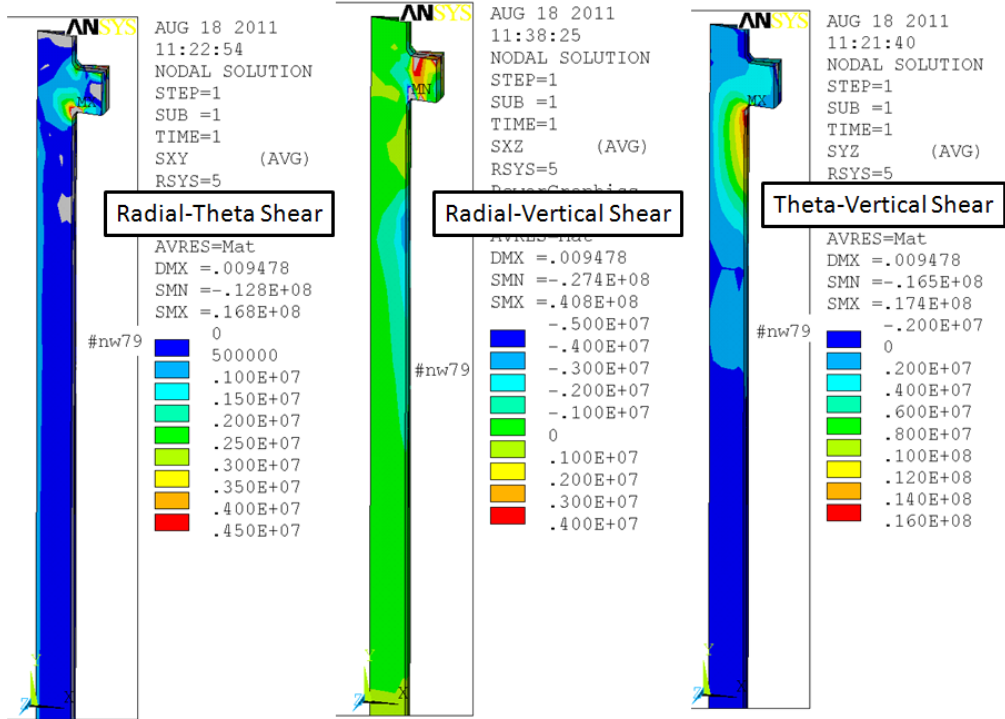 ANSYS
AUG 18 2011
11:22:54
NODAL SOLUTION
STEP=1
SUB =1
TIME=1
SXY (AVG)
RSYS=5
Radial-Theta Shear
AVRES=Mat
DMX =.009478
SMN =-.128E+08
SMX =.168E+08
0
500000
.100E+07
.150E+07
.200E+07
.250E+07
.300E+07
.350E+07
.400E+07
.450E+07
#nw79
MX
Y
Z X
ANSYS
AUG 18 2011
11:38:25
NODAL SOLUTION
STEP=1
SUB =1
TIME=1
SXZ (AVG)
RSYS=5
PowerGraphics
Radial-Vertical Shear
AVRES=Mat
DMX =.009478
SMN =-.274E+08
SMX =.408E+08
-.500E+07
-.400E+07
-.300E+07
-.200E+07
-.100E+07
0
.100E+07
.200E+07
.300E+07
.400E+07
#nw79
MN
Y
Z X
ANSYS
AUG 18 2011
11:21:40
NODAL SOLUTION
STEP=1
SUB =1
TIME=1
SYZ (AVG)
RSYS=5
Theta-Vertical Shear
AVRES=Mat
DMX =.009478
SMN =-.165E+08
SMX =.174E+08
-.200E+07
0
.200E+07
.400E+07
.600E+07
.800E+07
.100E+08
.120E+08
.140E+08
.160E+08
#nw79
MX
Y
Z X